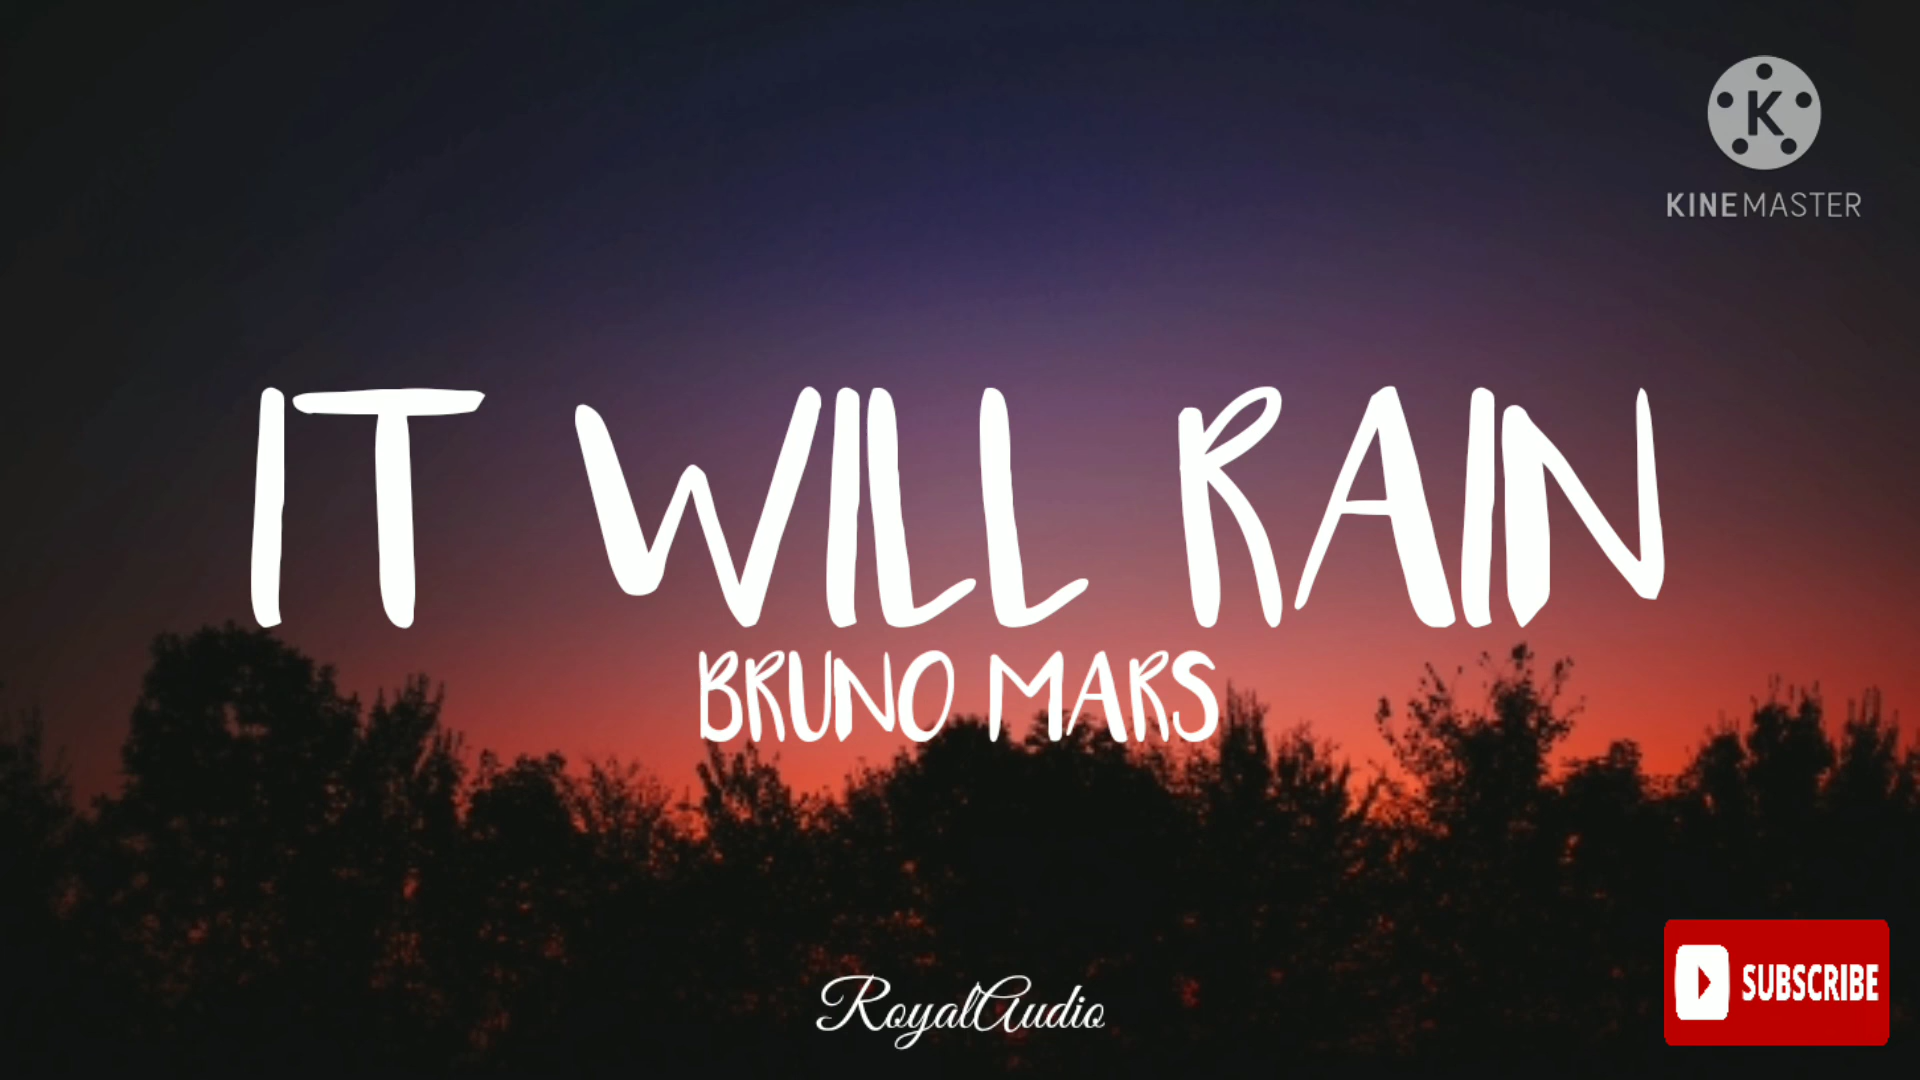 K
KINEMASTER
IT WILL RAIN
BRUNO MARS
RoyalAudio
SUBSCRIBE